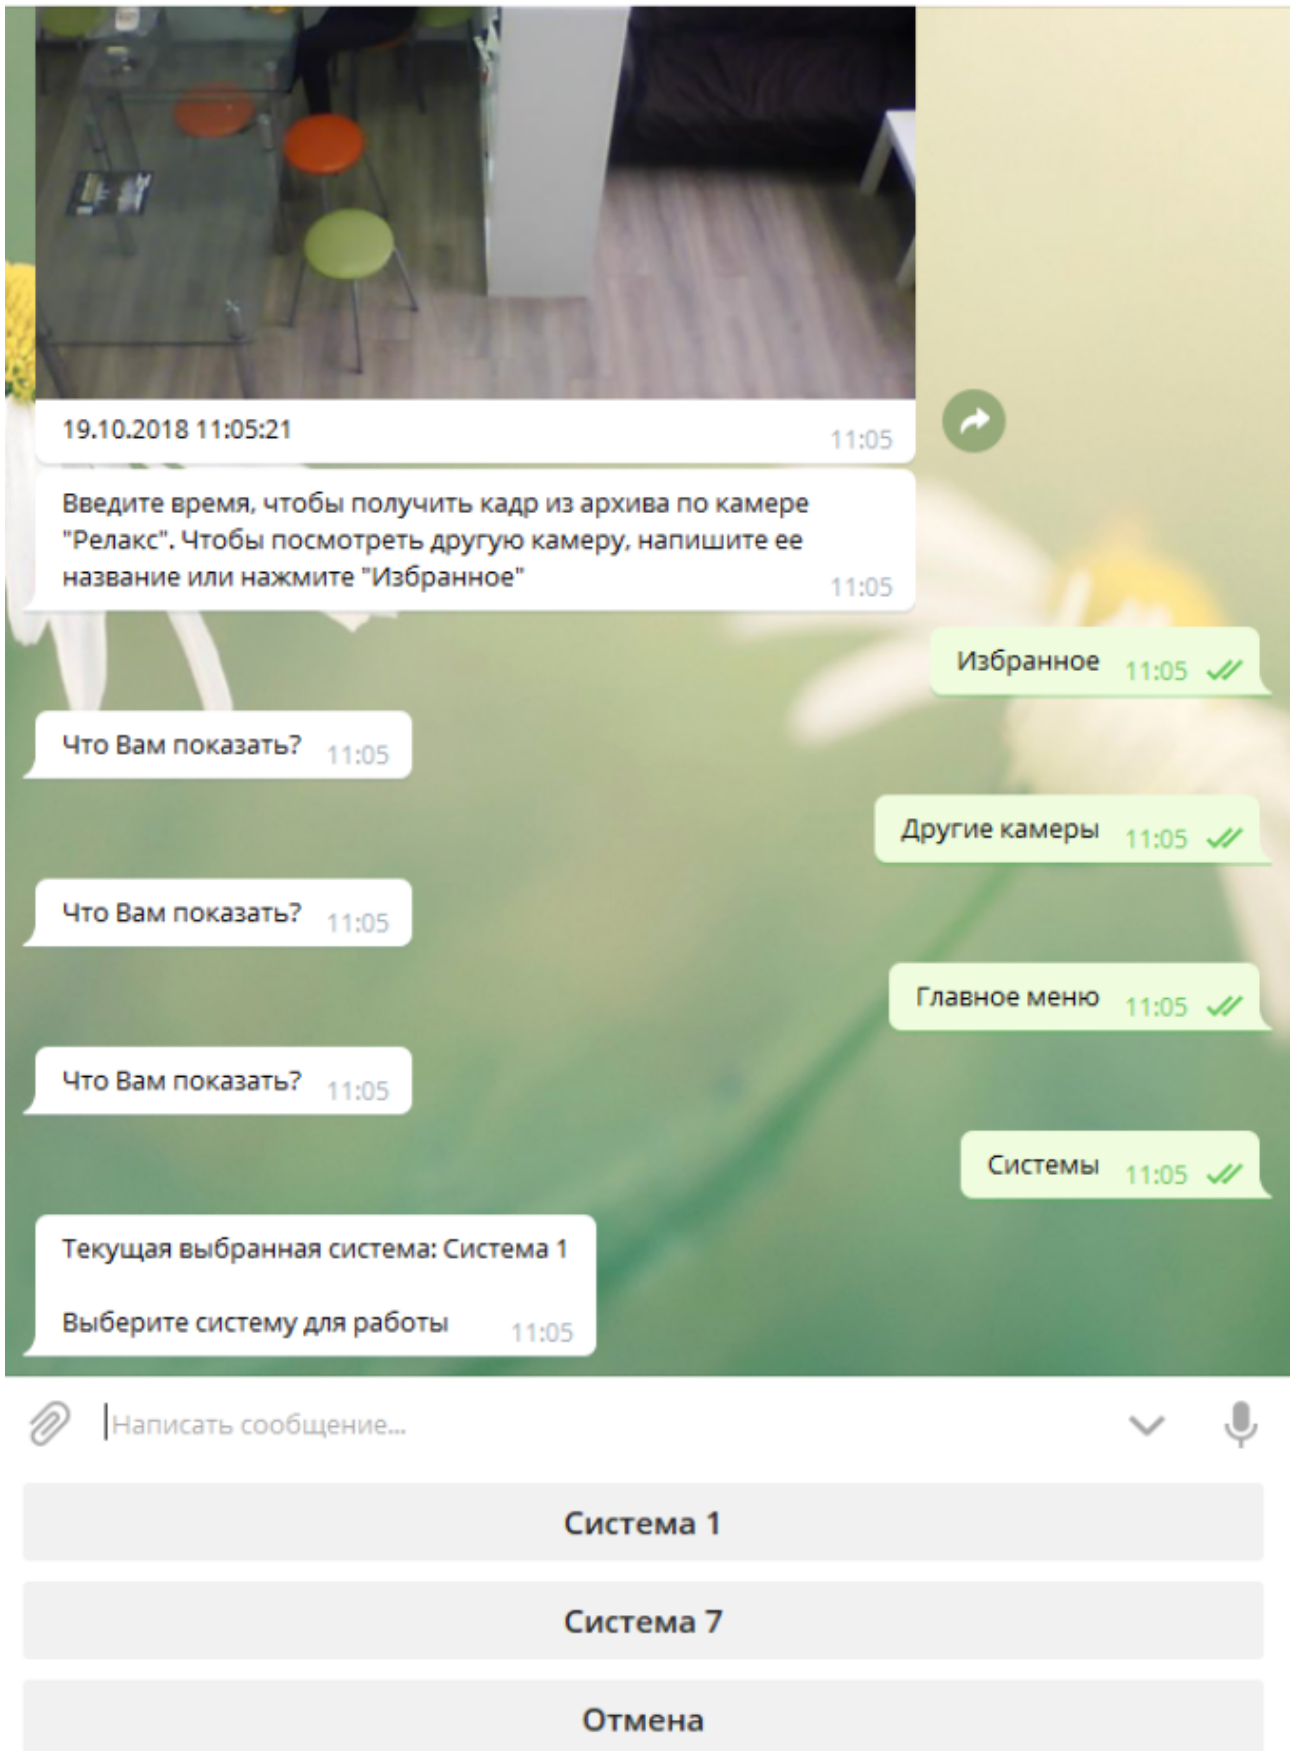 19.10.2018 11:05:21
11:05
Введите время, чтобы получить кадр из архива по камере
"Релакс". Чтобы посмотреть другую камеру, напишите ее
название или нажмите "Избранное"
11:05
Избранное 11:05
Что Вам показать? 11:05
Другие камеры 11:05
Что Вам показать? 11:05
Главное меню 11:05
Что Вам показать? 11:05
Системы 11:05
Текущая выбранная система: Система 1
Выберите систему для работы 11:05
Написать сообщение...
Система 1
Система 7
Отмена